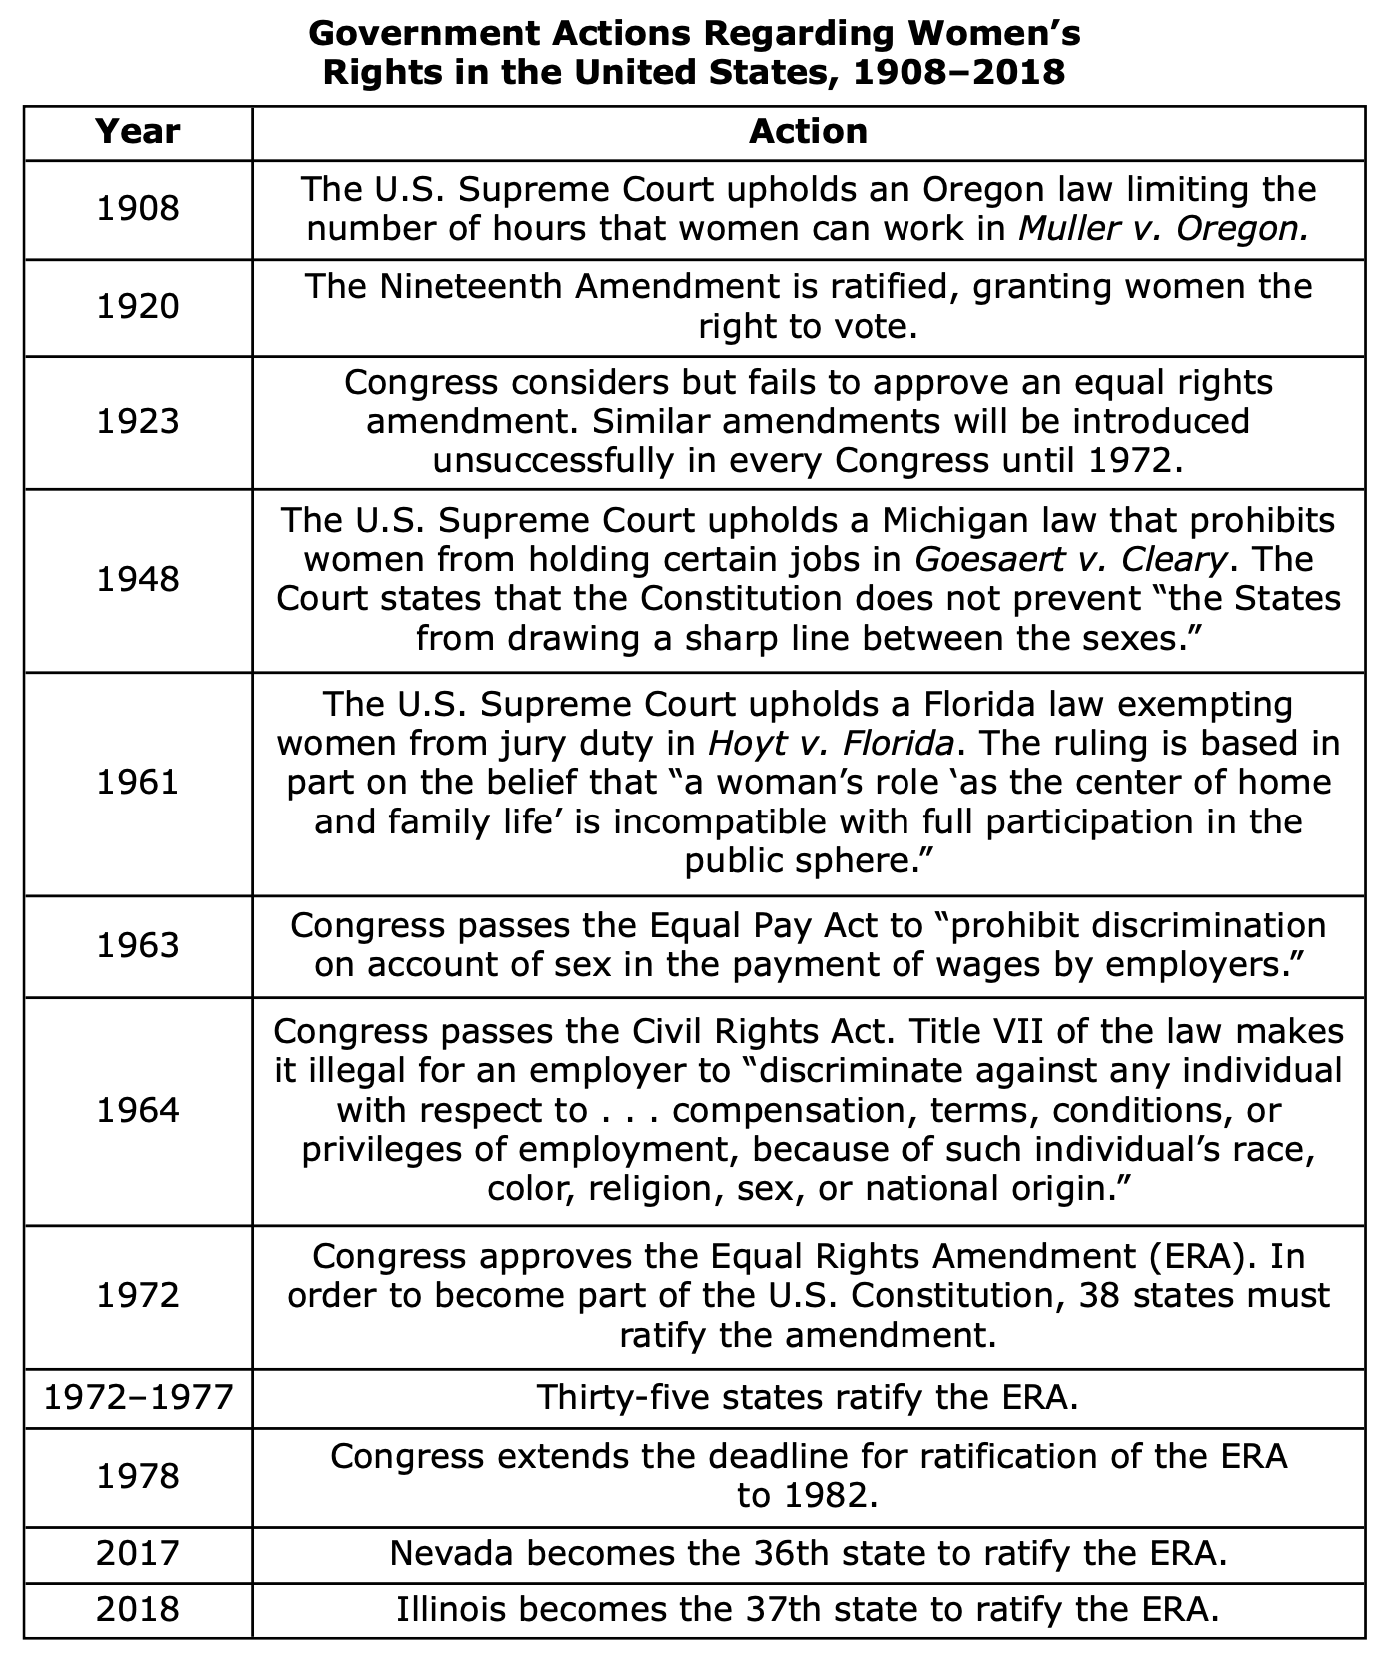 Government Actions Regarding Women’s
Rights in the United States, 1908–2018
Year
Action
1908
The U.S. Supreme Court upholds an Oregon law limiting the
number of hours that women can work in Muller v. Oregon.
1920
The Nineteenth Amendment is ratified, granting women the
right to vote.
1923
Congress considers but fails to approve an equal rights
amendment. Similar amendments will be introduced
unsuccessfully in every Congress until 1972.
1948
The U.S. Supreme Court upholds a Michigan law that prohibits
women from holding certain jobs in Goesaert v. Cleary. The
Court states that the Constitution does not prevent “the States
from drawing a sharp line between the sexes.”
1961
The U.S. Supreme Court upholds a Florida law exempting
women from jury duty in Hoyt v. Florida. The ruling is based in
part on the belief that “a woman’s role ‘as the center of home
and family life’ is incompatible with full participation in the
public sphere.”
1963
Congress passes the Equal Pay Act to “prohibit discrimination
on account of sex in the payment of wages by employers.”
1964
Congress passes the Civil Rights Act. Title VII of the law makes
it illegal for an employer to “discriminate against any individual
with respect to . . . compensation, terms, conditions, or
privileges of employment, because of such individual’s race,
color, religion, sex, or national origin.”
1972
Congress approves the Equal Rights Amendment (ERA). In
order to become part of the U.S. Constitution, 38 states must
ratify the amendment.
1972–1977
Thirty-five states ratify the ERA.
1978
Congress extends the deadline for ratification of the ERA
to 1982.
2017
Nevada becomes the 36th state to ratify the ERA.
2018
Illinois becomes the 37th state to ratify the ERA.